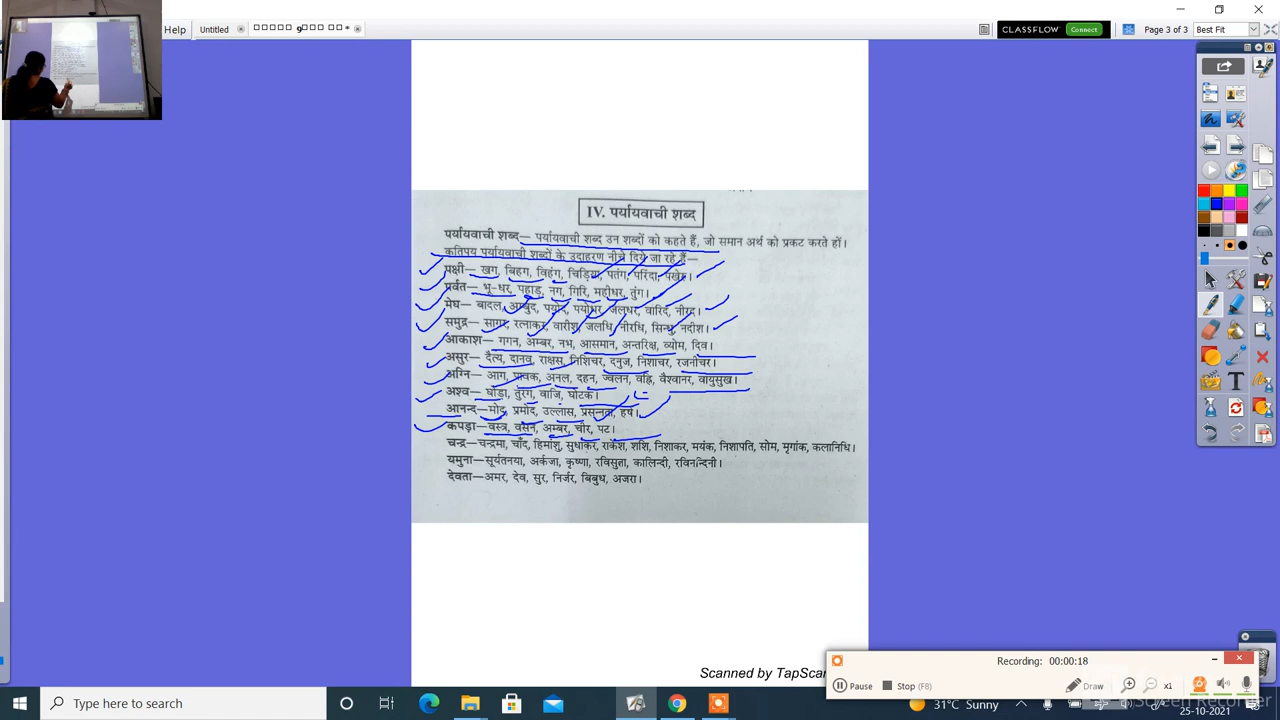 Help Untitled 9 CLASSFLOW Connect Page 3 of 3 Best Fit
IV. पर्यायवाची शब्द
पर्यायवाची शब्द— पर्यायवाची शब्द उन शब्दों को कहते हैं, जो समान अर्थ को प्रकट करते हों।
कतिपय पर्यायवाची शब्दों के उदाहरण नीचे दिये जा रहे हैं—
पक्षी— खग, बिहग, विहंग, चिड़िया, पतंग, परिंदा, पखेरु।
पर्वत— भू-धर, पहाड़, नग, गिरि, महीधर, तुंग।
मेघ— बादल, अम्बुद, पयोद, पयोधर, जलधर, वारिद, नीरद।
समुद्र— सागर, रत्नाकर, वारीश, जलधि, नीरधि, सिन्धु, नदीश।
आकाश— गगन, अम्बर, नभ, आसमान, अन्तरिक्ष, व्योम, दिव।
असुर— दैत्य, दानव, राक्षस, निशिचर, दनुज, निशाचर, रजनीचर।
अग्नि— आग, पावक, अनल, दहन, ज्वलन, वह्नि, वैश्वानर, वायुसुख।
अश्व— घोड़ा, तुरंग, वाजि, घोटक।
आनन्द— मोद, प्रमोद, उल्लास, प्रसन्नता, हर्ष।
कपड़ा— वस्त्र, वसन, अम्बर, चीर, पट।
चन्द्र— चन्द्रमा, चाँद, हिमांशु, सुधाकर, राकेश, शशि, निशाकर, मयंक, निशापति, सोम, मृगांक, कलानिधि।
यमुना— सूर्यतनया, अर्कजा, कृष्णा, रविसुता, कालिन्दी, रविनन्दिनी।
देवता— अमर, देव, सुर, निर्जर, बिबुध, अजरा।
Scanned by TapScan
Recording: 00:00:18
Pause Stop (F8) Draw x1
Type here to search 31°C Sunny 25-10-2021